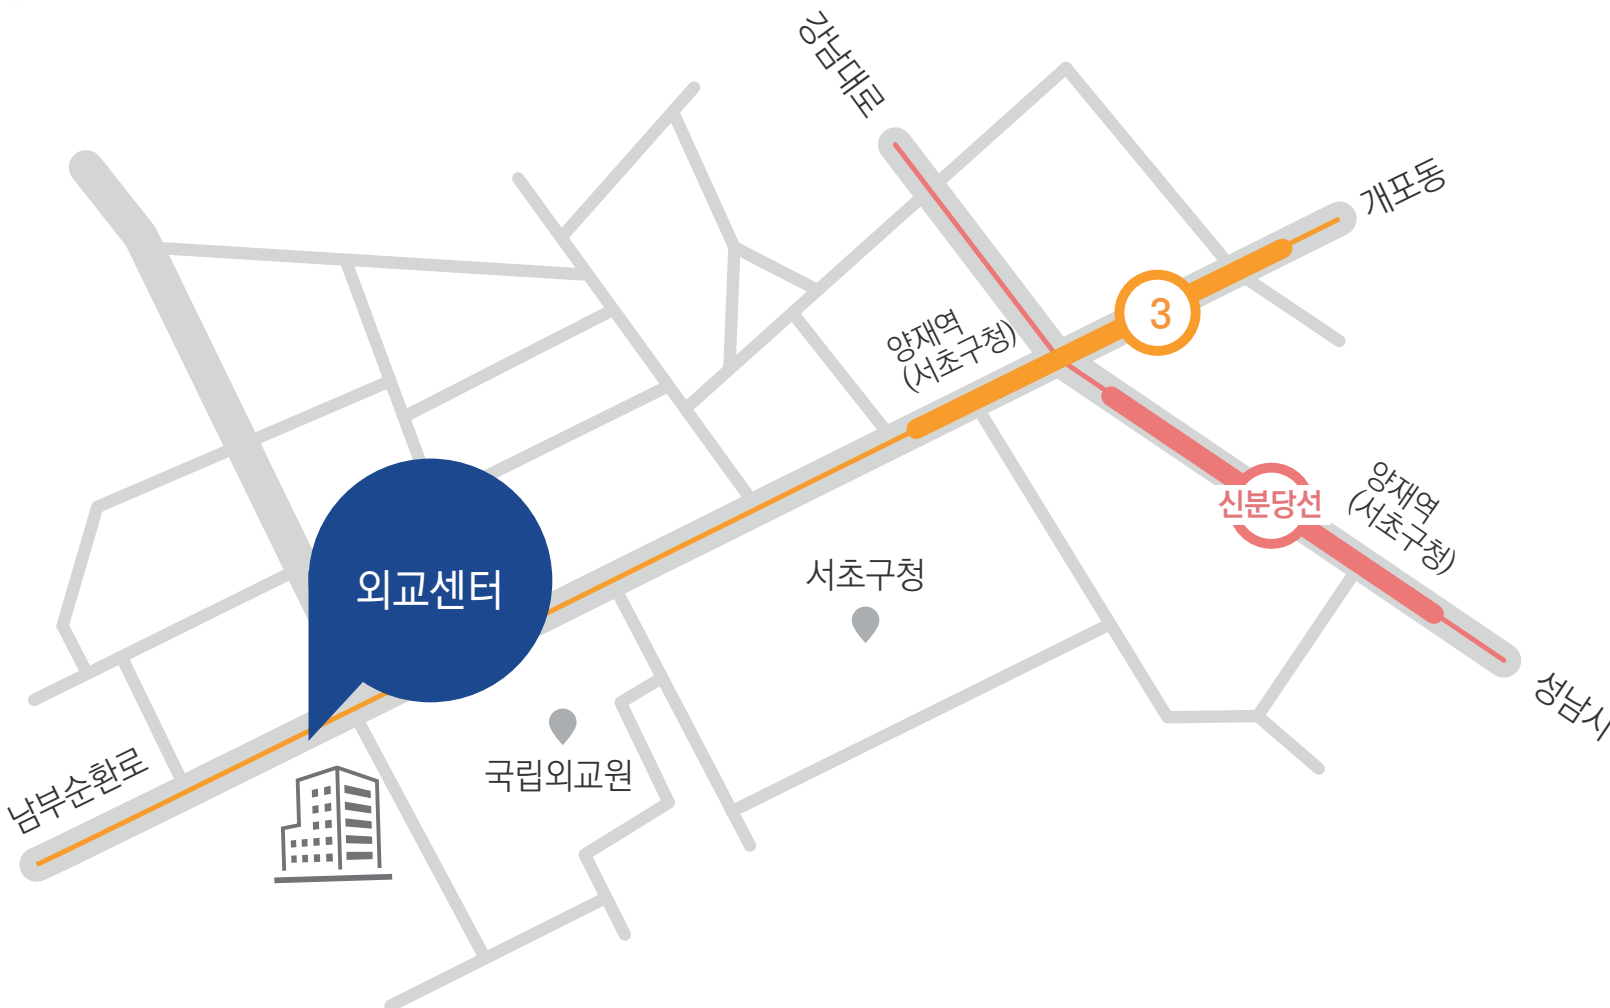 강남대로
개포동
3
양재역
(서초구청)
양재역
(서초구청)
신분당선
서초구청
외교센터
성남시
국립외교원
남부순환로